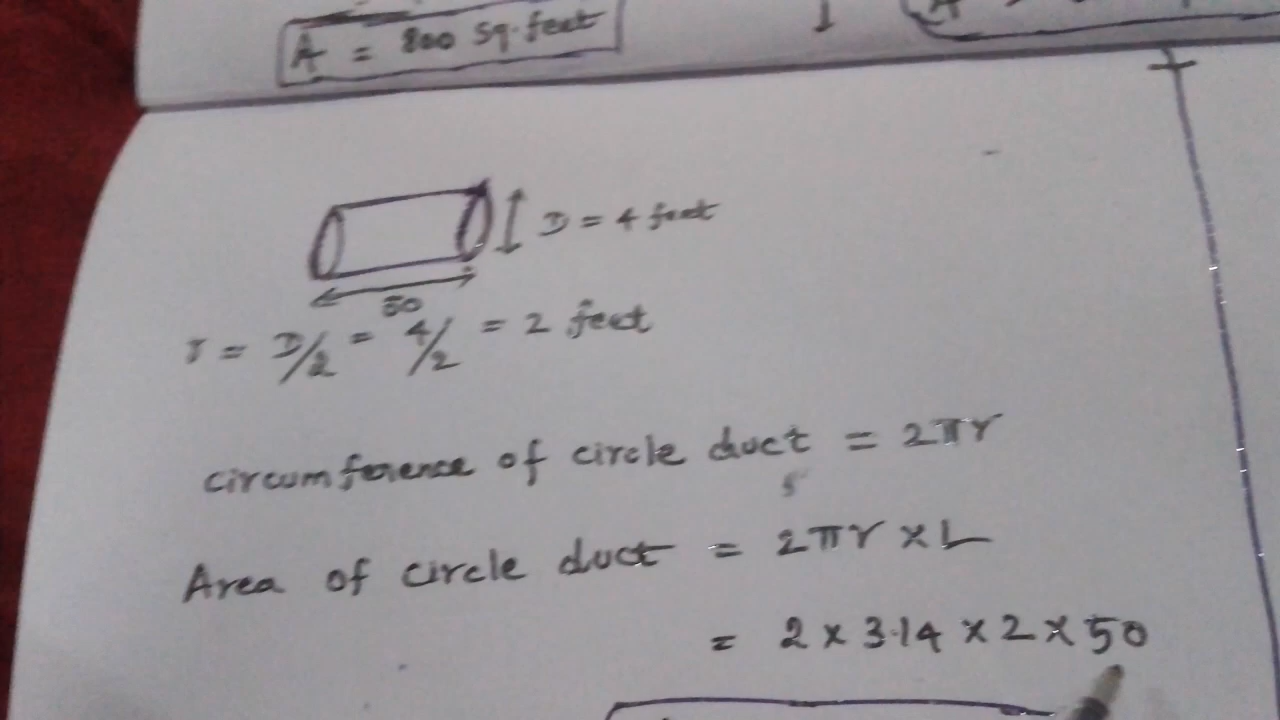 A = 800 Sq.feet
D = 4 feet
50
r = D/2 = 4/2 = 2 feet
circumference of circle duct = 2πr
Area of circle duct = 2πr × L
= 2 × 3.14 × 2 × 50